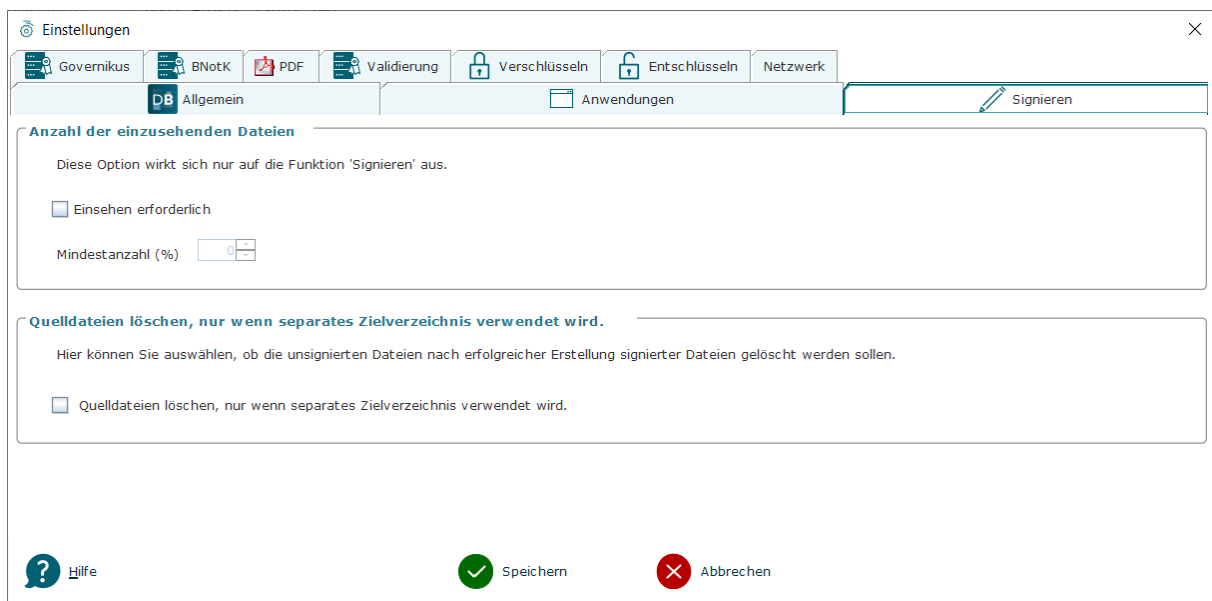 Einstellungen
Governikus BNotK PDF Validierung Verschlüsseln Entschlüsseln Netzwerk
DB Allgemein Anwendungen Signieren
Anzahl der einzusehenden Dateien
Diese Option wirkt sich nur auf die Funktion 'Signieren' aus.
Einsehen erforderlich
Mindestanzahl (%) 0
Quelldateien löschen, nur wenn separates Zielverzeichnis verwendet wird.
Hier können Sie auswählen, ob die unsignierten Dateien nach erfolgreicher Erstellung signierter Dateien gelöscht werden sollen.
Quelldateien löschen, nur wenn separates Zielverzeichnis verwendet wird.
? Hilfe Speichern Abbrechen